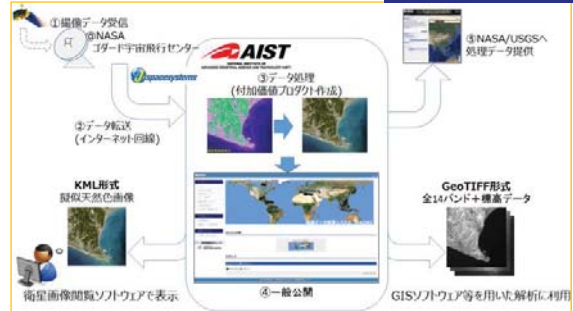 ①撮像データ受信
@NASA
ゴダード宇宙飛行センター
spacesystems
②データ転送
(インターネット回線)
AIST
③データ処理
(付加価値プロダクト作成)
⑤NASA/USGSへ
処理データ提供
KML形式
擬似天然色画像
衛星画像閲覧ソフトウェアで表示
④一般公開
GeoTIFF形式
全14バンド+標高データ
GISソフトウェア等を用いた解析に利用